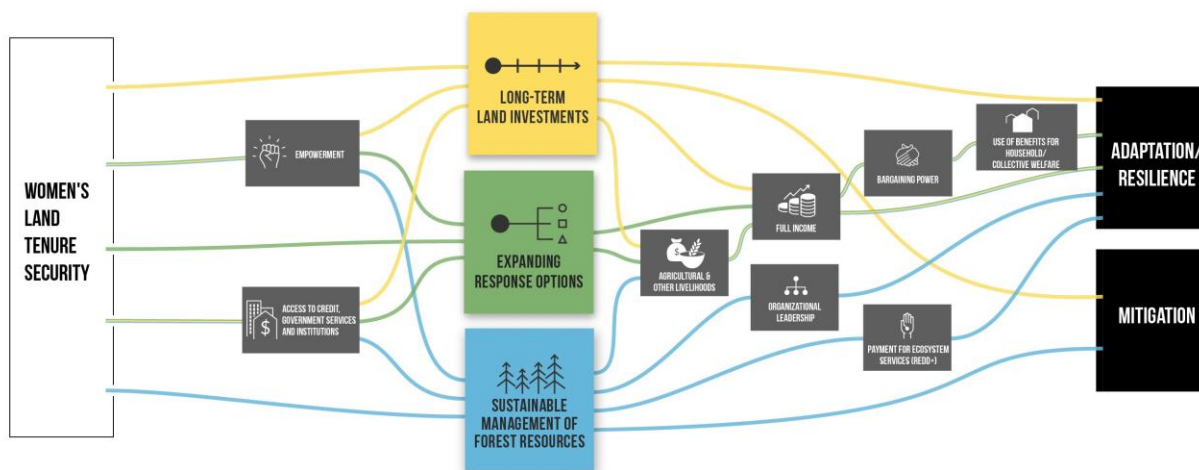 WOMEN'S
LAND
TENURE
SECURITY
EMPOWERMENT
ACCESS TO CREDIT,
GOVERNMENT SERVICES
AND INSTITUTIONS
$
LONG-TERM
LAND INVESTMENTS
EXPANDING
RESPONSE OPTIONS
SUSTAINABLE
MANAGEMENT OF
FOREST RESOURCES
$
AGRICULTURAL &
OTHER LIVELIHOODS
FULL INCOME
ORGANIZATIONAL
LEADERSHIP
BARGAINING POWER
PAYMENT FOR ECOSYSTEM
SERVICES (REDD+)
USE OF BENEFITS FOR
HOUSEHOLD/
COLLECTIVE WELFARE
ADAPTATION/
RESILIENCE
MITIGATION